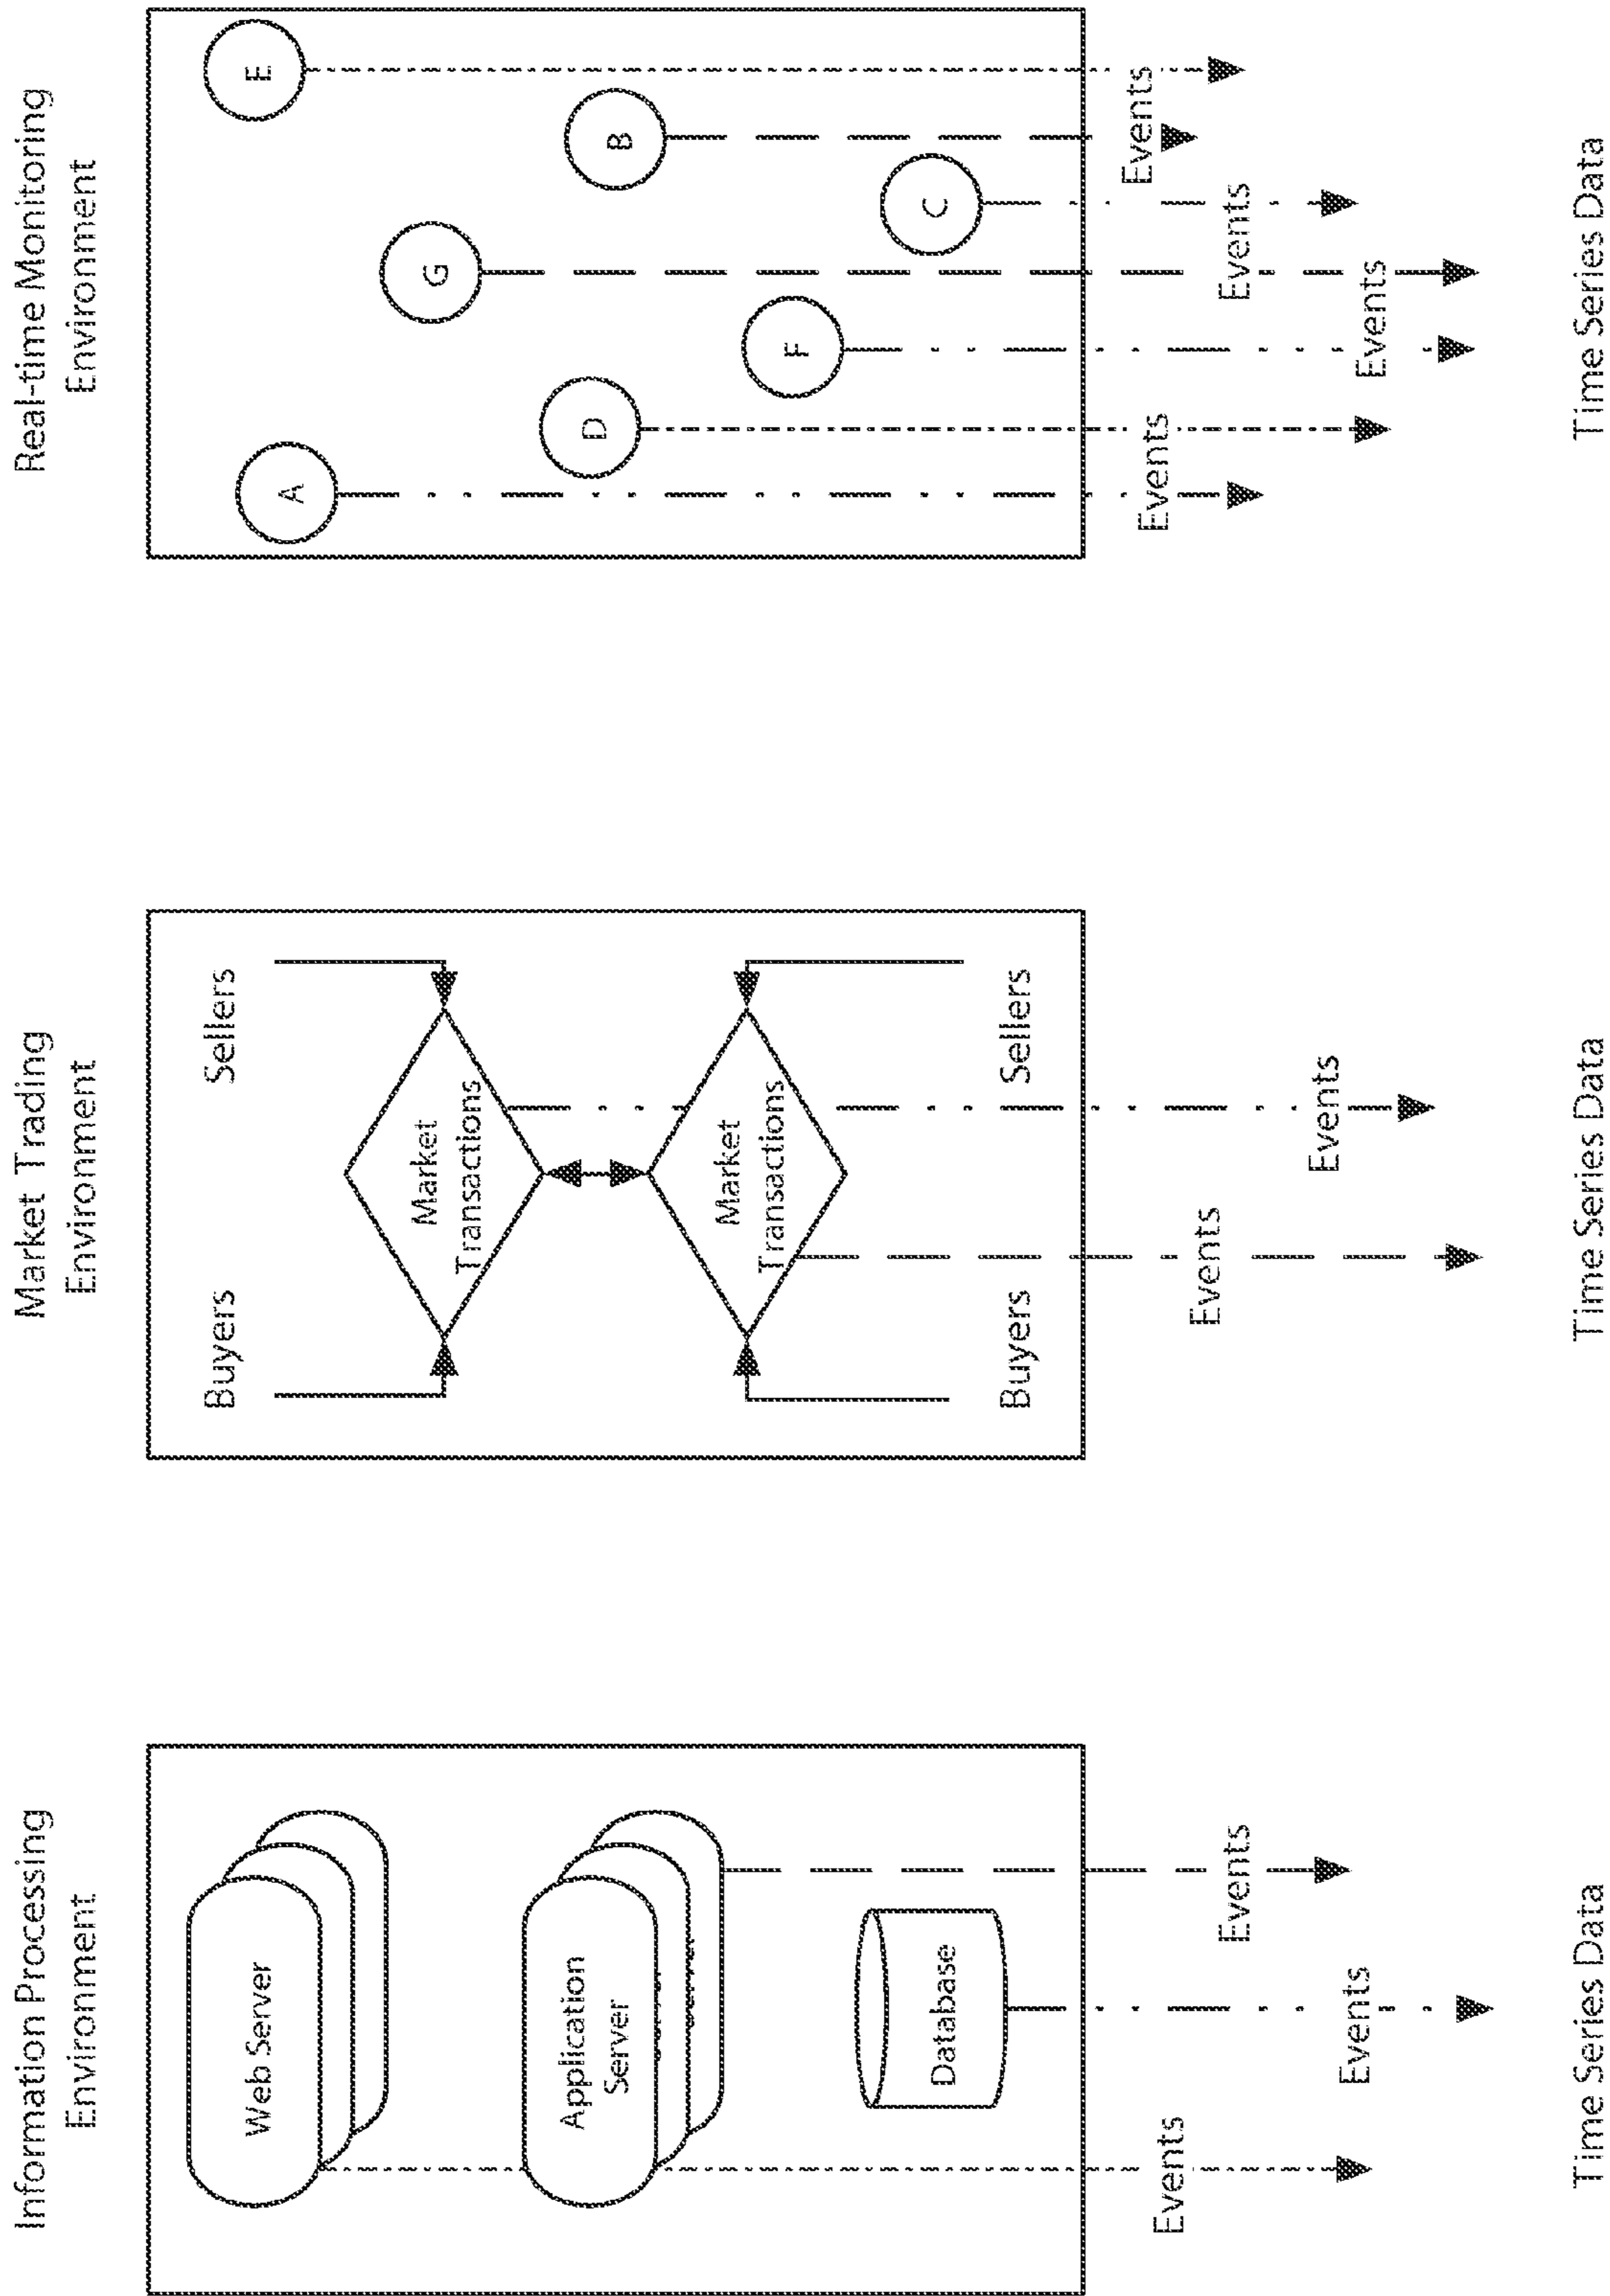 Information Processing
Environment
Web Server
Application
Server
Database
Events
Events
Events
Time Series Data
Market Trading
Environment
Buyers
Sellers
Market
Transactions
Market
Transactions
Buyers
Sellers
Events
Events
Time Series Data
Real-time Monitoring
Environment
A
D
F
G
C
B
E
Events
Events
Events
Events
Time Series Data